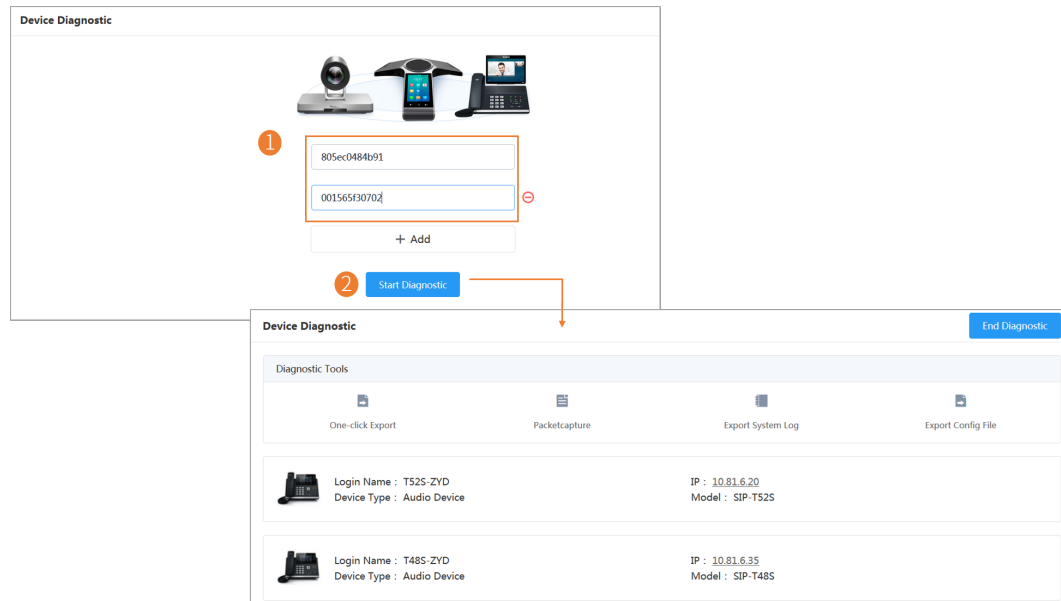 Device Diagnostic
1
805ec0484b91
001565f30702
+ Add
2
Start Diagnostic
Device Diagnostic
End Diagnostic
Diagnostic Tools
One-click Export
Packetcapture
Export System Log
Export Config File
Login Name : T52S-ZYD
IP : 10.81.6.20
Device Type : Audio Device
Model : SIP-T52S
Login Name : T48S-ZYD
IP : 10.81.6.35
Device Type : Audio Device
Model : SIP-T48S